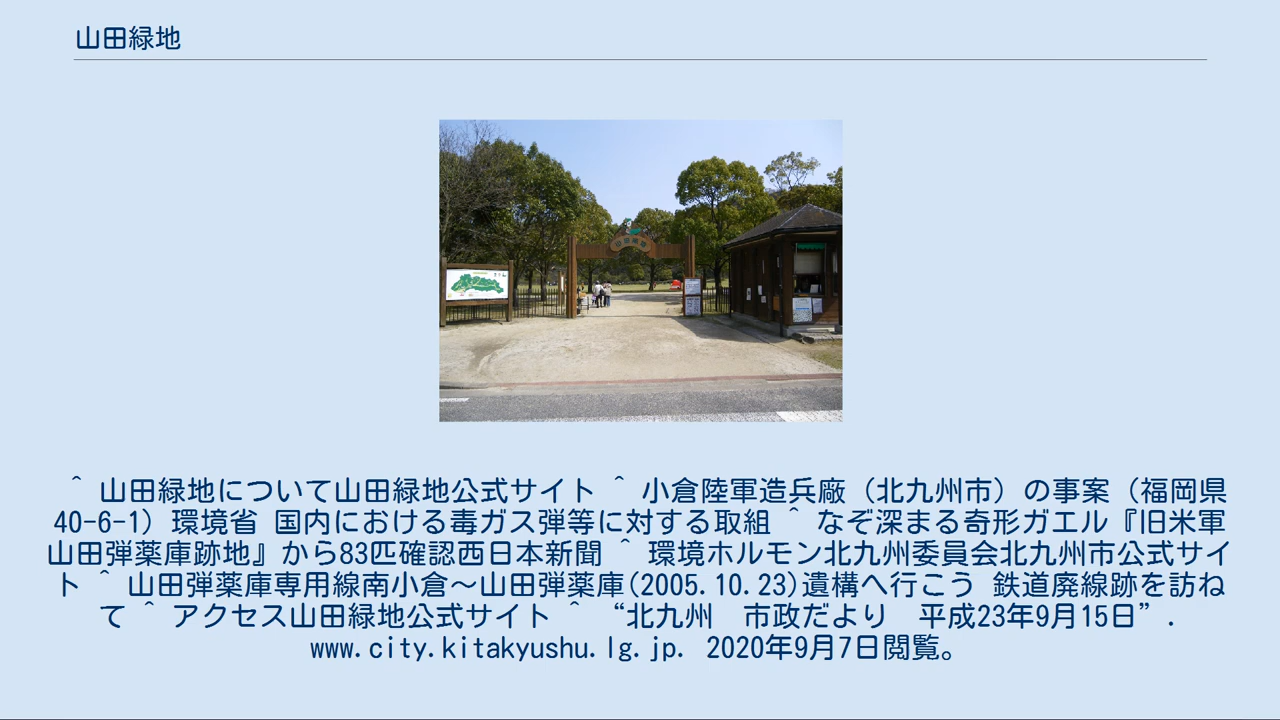 山田緑地
山田緑地
＾ 山田緑地について山田緑地公式サイト ＾ 小倉陸軍造兵廠（北九州市）の事案（福岡県
40-6-1）環境省 国内における毒ガス弾等に対する取組 ＾ なぞ深まる奇形ガエル『旧米軍
山田弾薬庫跡地』から83匹確認西日本新聞 ＾ 環境ホルモン北九州委員会北九州市公式サイ
ト ＾ 山田弾薬庫専用線南小倉～山田弾薬庫(2005.10.23)遺構へ行こう 鉄道廃線跡を訪ね
て ＾ アクセス山田緑地公式サイト ＾ “北九州　市政だより　平成23年9月15日”.
www.city.kitakyushu.lg.jp. 2020年9月7日閲覧。